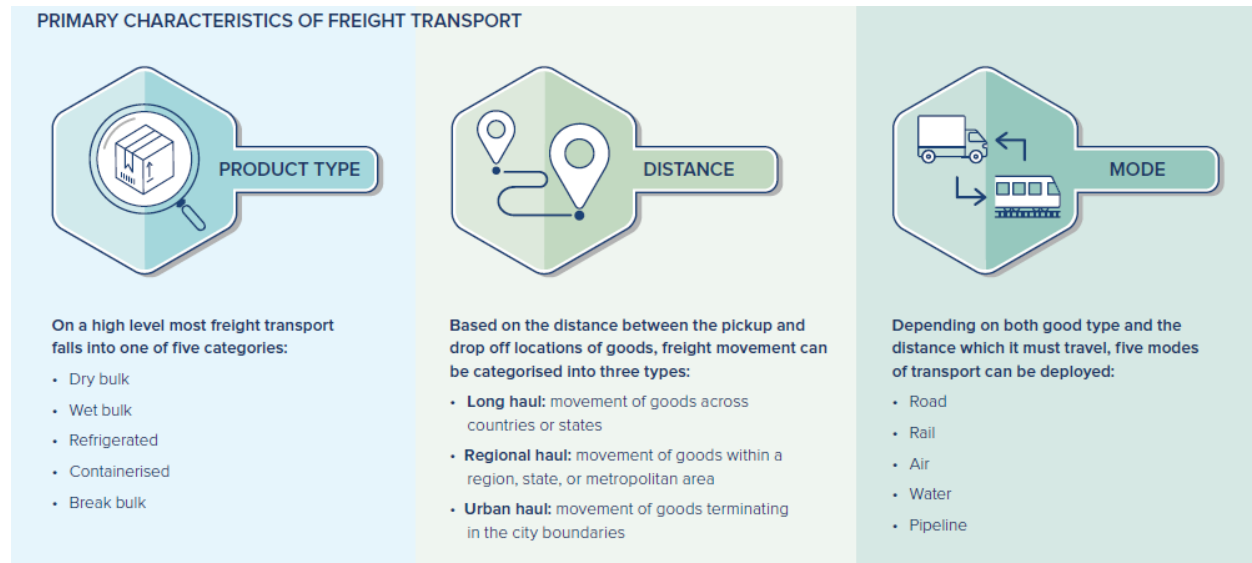 PRIMARY CHARACTERISTICS OF FREIGHT TRANSPORT
PRODUCT TYPE
On a high level most freight transport
falls into one of five categories:
• Dry bulk
• Wet bulk
• Refrigerated
• Containerised
• Break bulk
DISTANCE
Based on the distance between the pickup and
drop off locations of goods, freight movement can
be categorised into three types:
• Long haul: movement of goods across
countries or states
• Regional haul: movement of goods within a
region, state, or metropolitan area
• Urban haul: movement of goods terminating
in the city boundaries
MODE
Depending on both good type and the
distance which it must travel, five modes
of transport can be deployed:
• Road
• Rail
• Air
• Water
• Pipeline